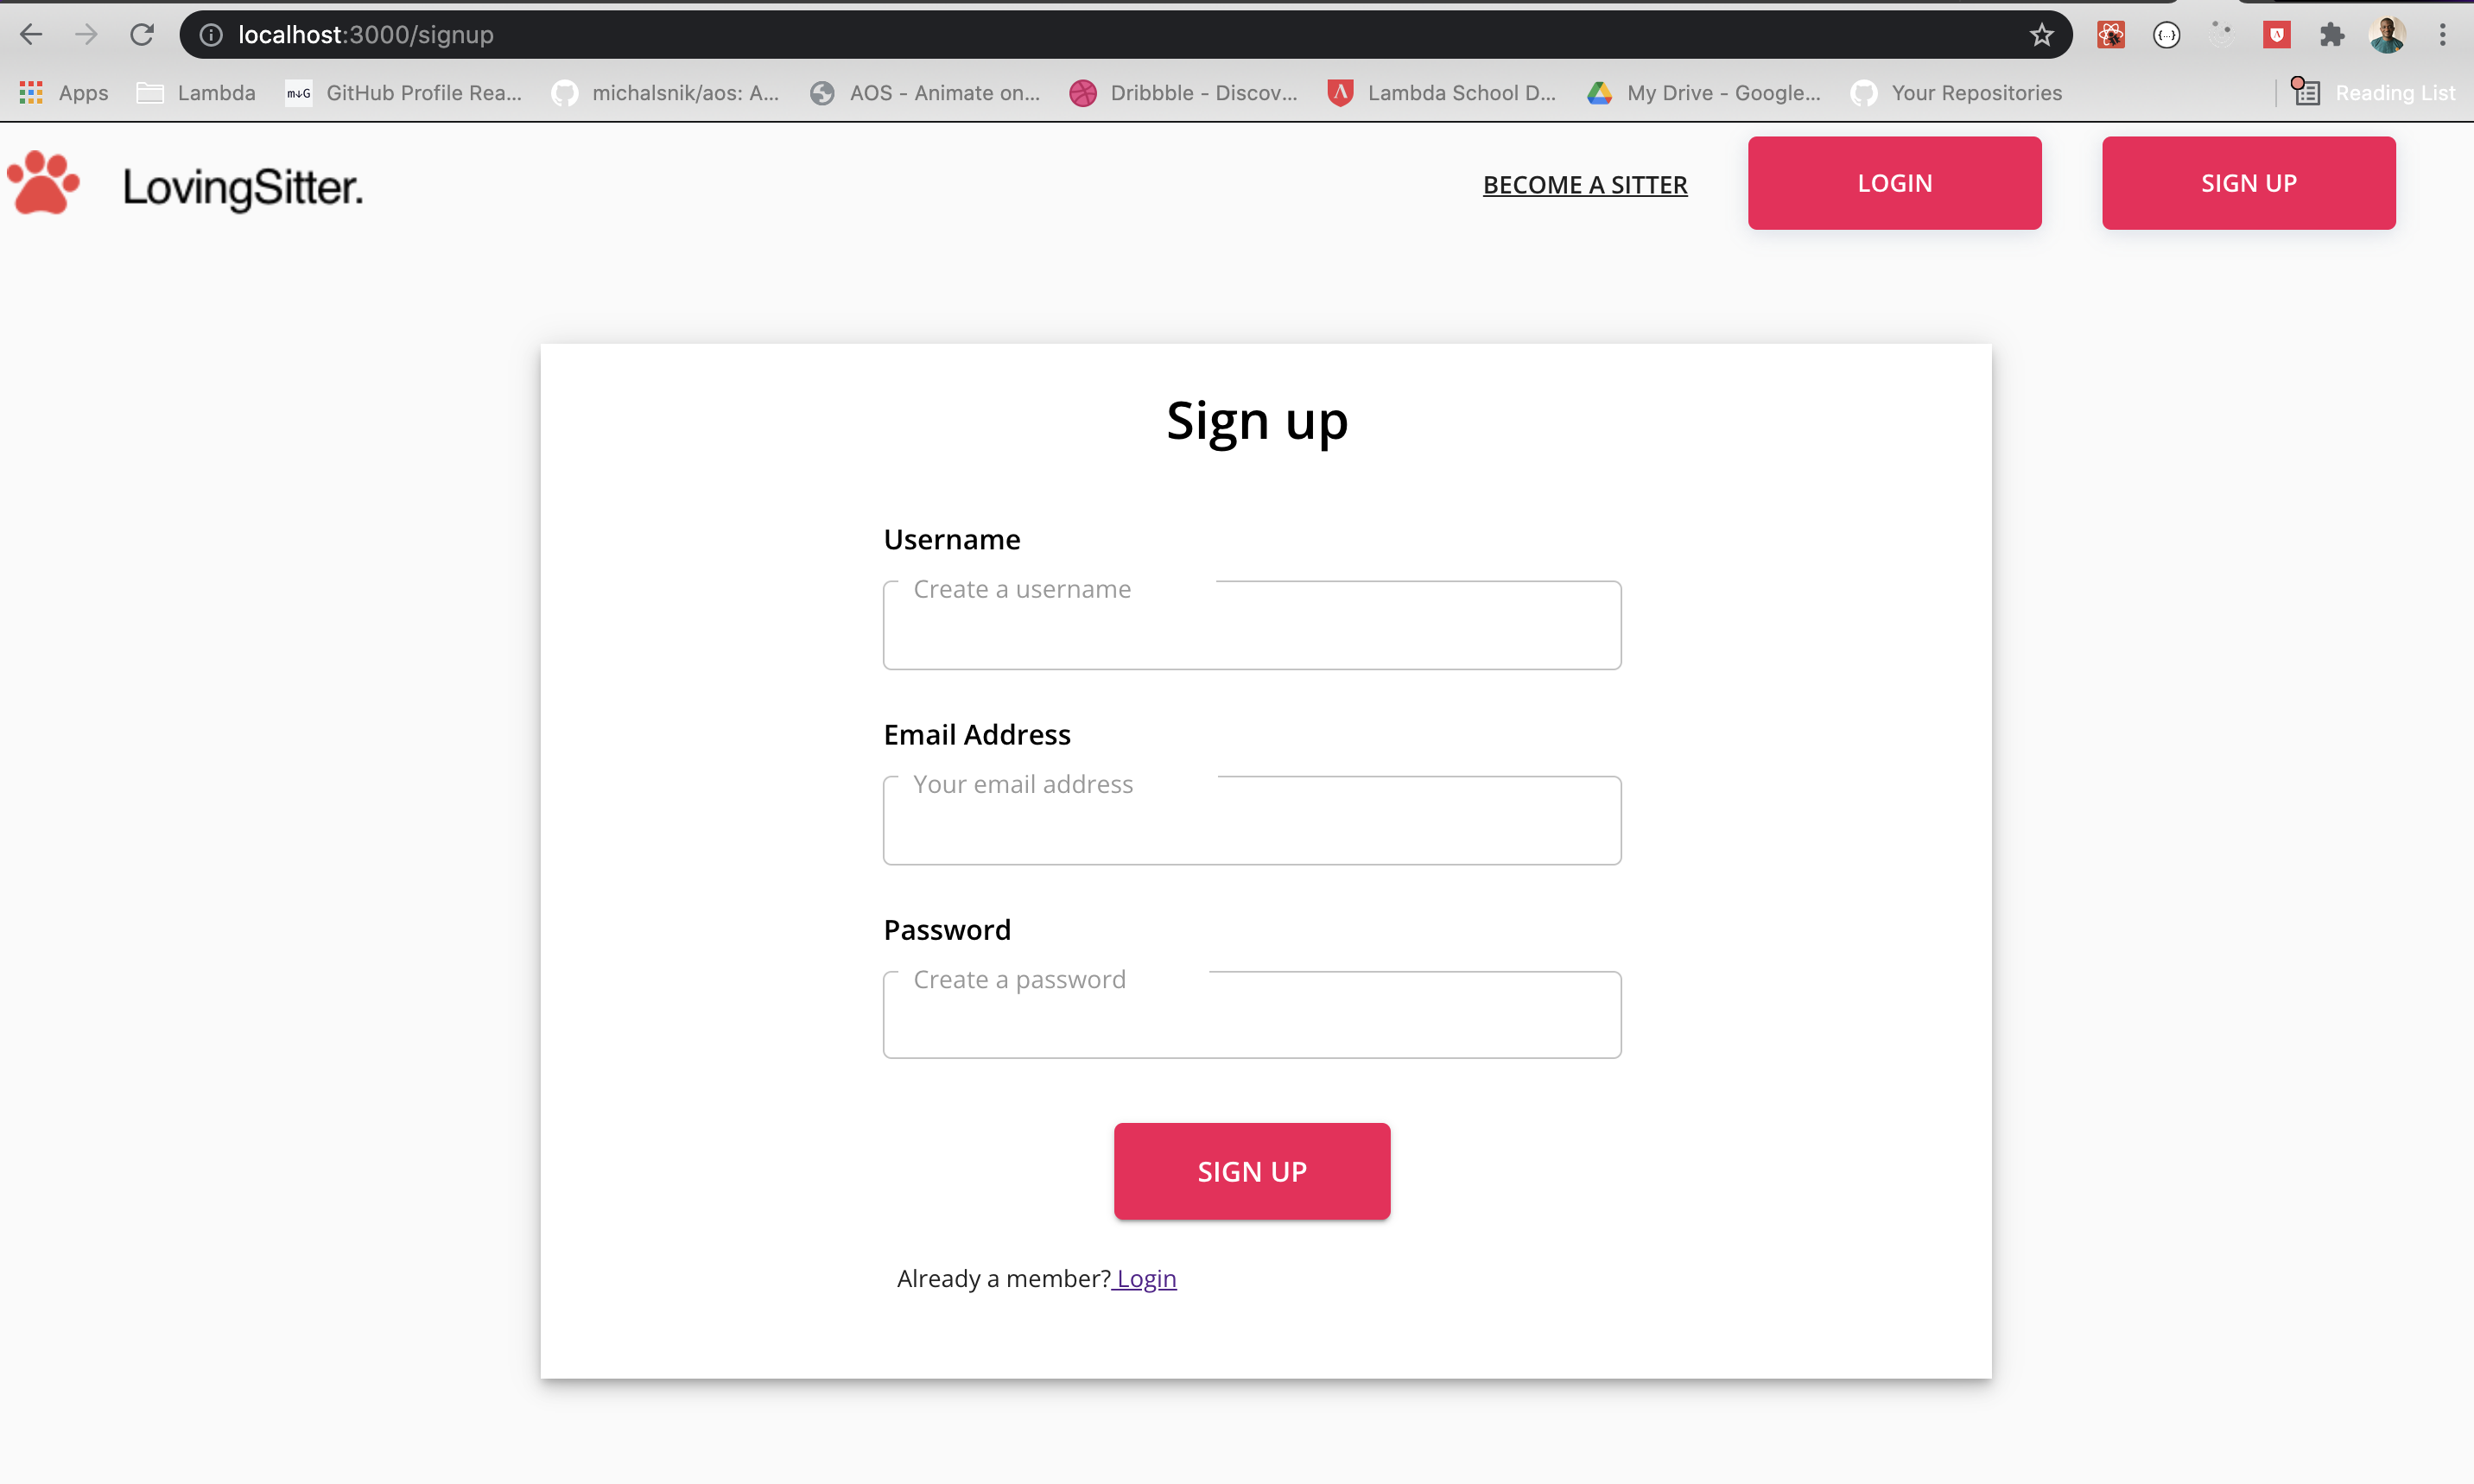 localhost:3000/signup
Apps Lambda m↓G GitHub Profile Rea... michalsnik/aos: A... AOS - Animate on... Dribbble - Discov... Lambda School D... My Drive - Google... Your Repositories Reading List
LovingSitter. BECOME A SITTER LOGIN SIGN UP
Sign up
Username
Create a username
Email Address
Your email address
Password
Create a password
SIGN UP
Already a member? Login